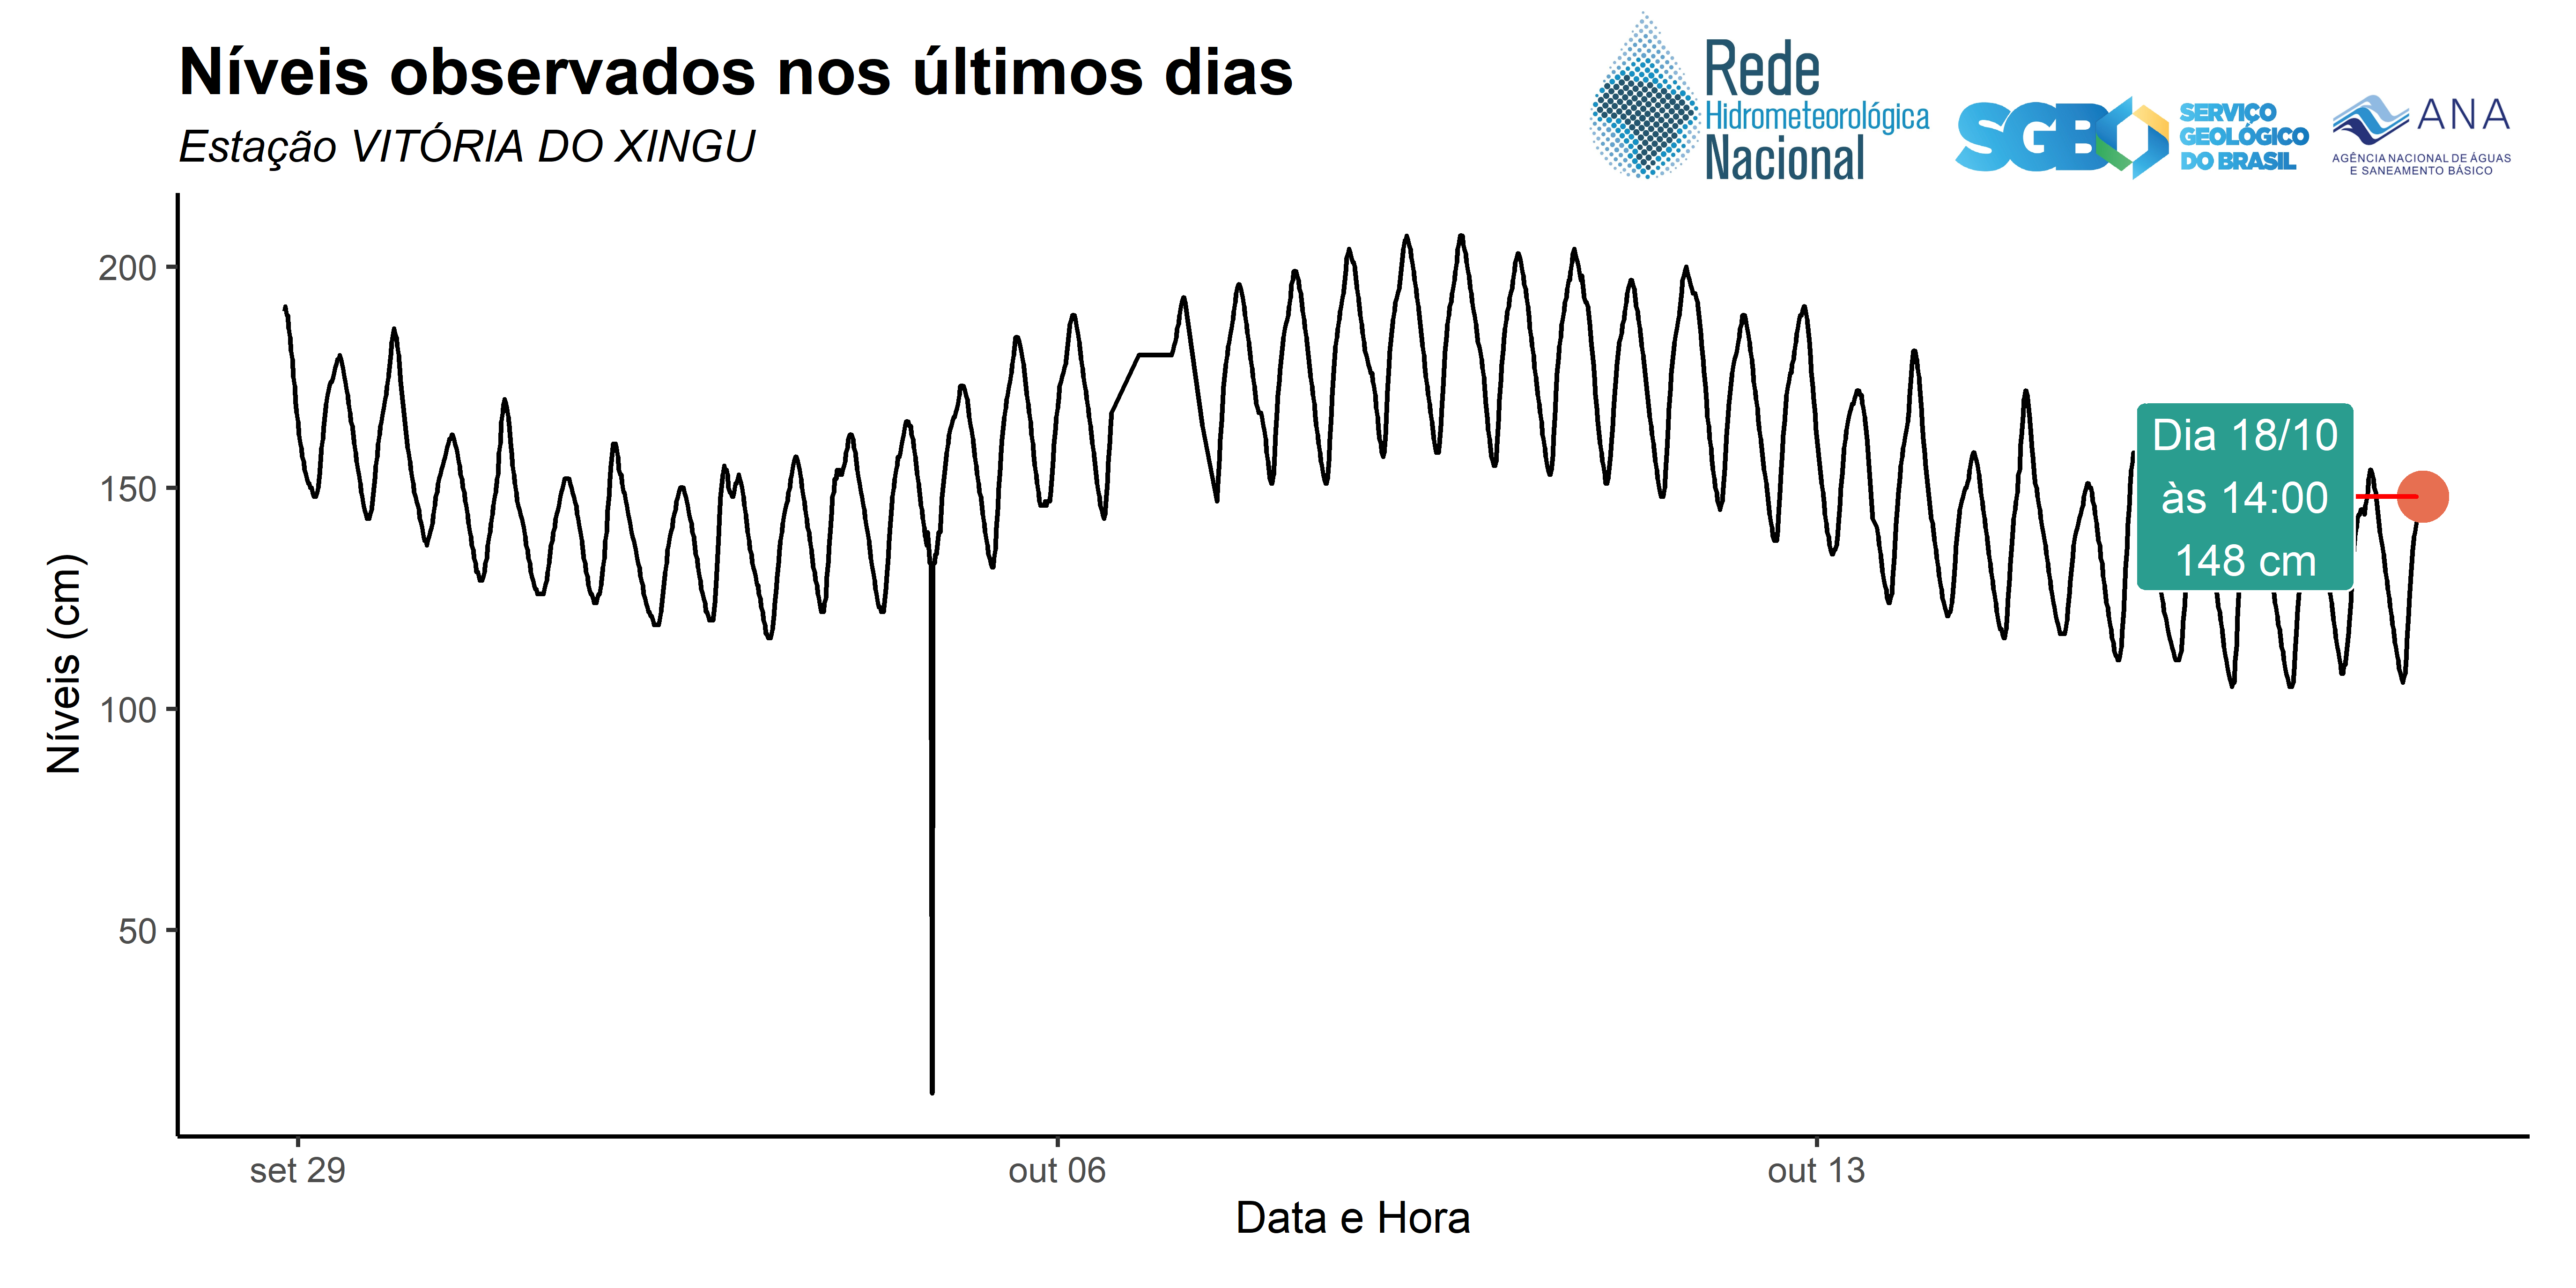 Níveis observados nos últimos dias
Estação VITÓRIA DO XINGU
Rede
Hidrometeorológica
Nacional
SGB
SERVIÇO
GEOLÓGICO
DO BRASIL
ANA
AGÊNCIA NACIONAL DE ÁGUAS
E SANEAMENTO BÁSICO
Níveis (cm)
200
150
100
50
Dia 18/10
às 14:00
148 cm
set 29
out 06
out 13
Data e Hora